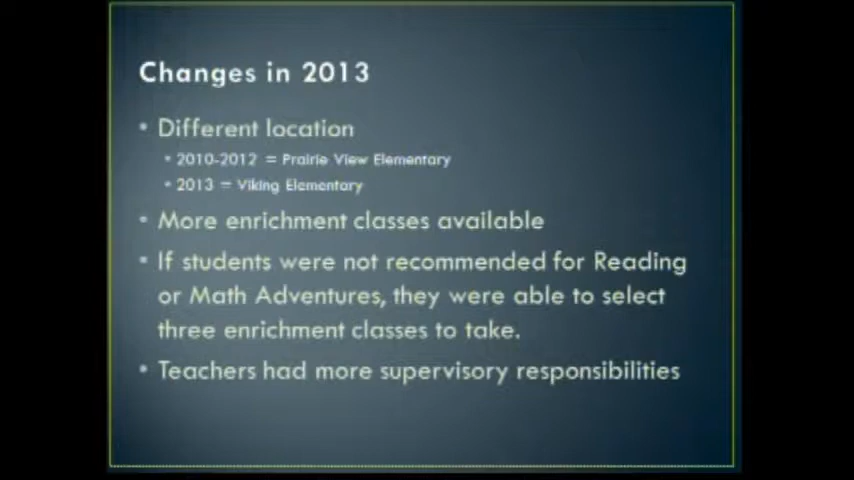 Changes in 2013
• Different location
• 2010-2012 = Prairie View Elementary
• 2013 = Viking Elementary
• More enrichment classes available
• If students were not recommended for Reading
or Math Adventures, they were able to select
three enrichment classes to take.
• Teachers had more supervisory responsibilities